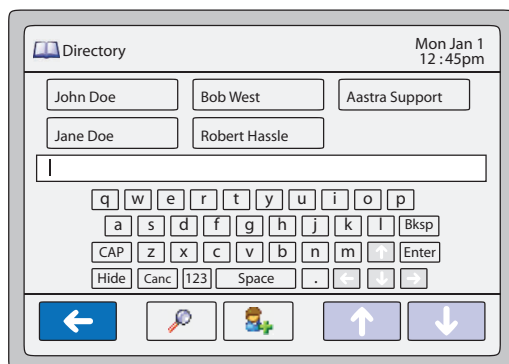 Directory
Mon Jan 1
12 :45pm
John Doe
Bob West
Aastra Support
Jane Doe
Robert Hassle
q w e r t y u i o p
a s d f g h j k l Bksp
CAP z x c v b n m Enter
Hide Canc 123 Space .